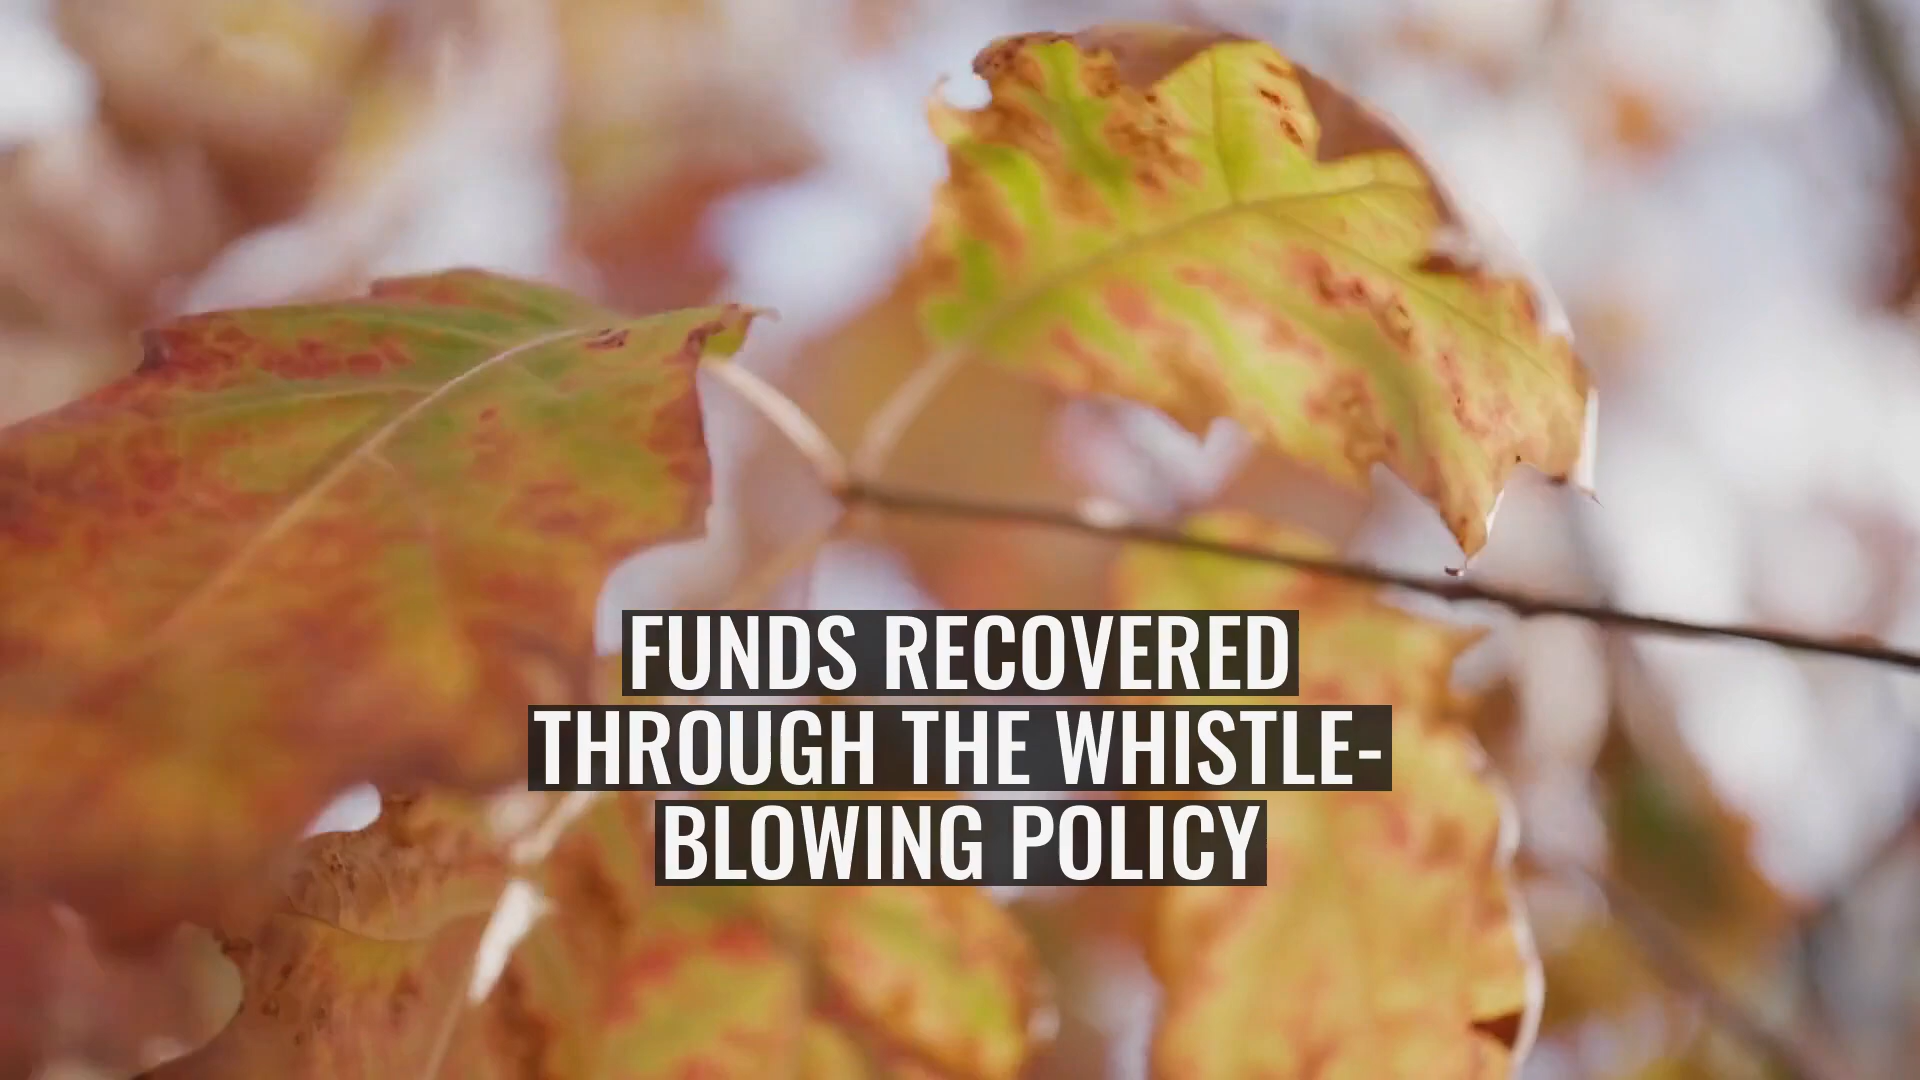 FUNDS RECOVERED
THROUGH THE WHISTLE-
BLOWING POLICY